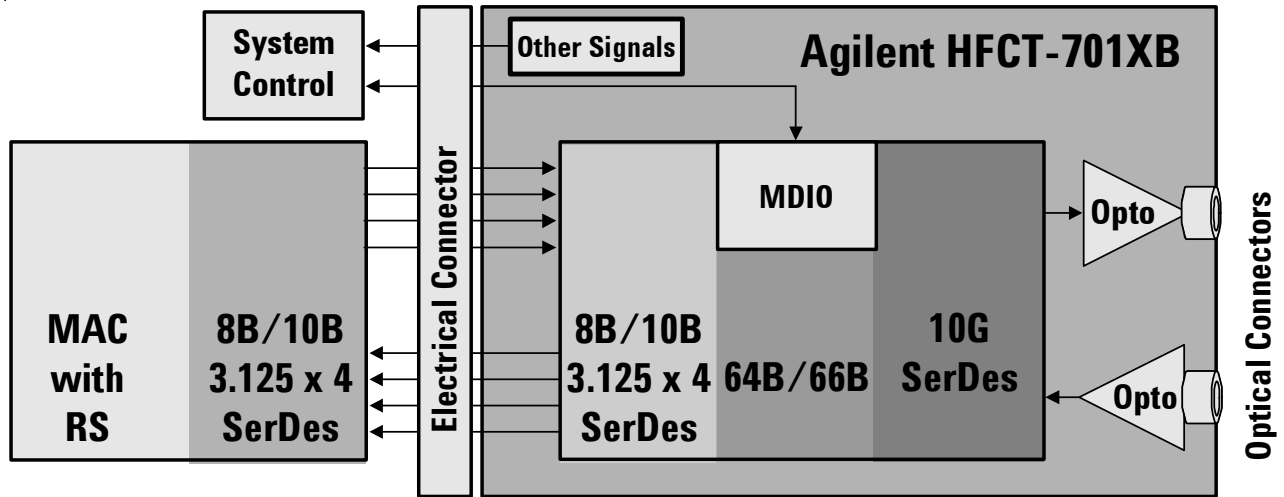 System
Control
Other Signals
Agilent HFCT-701XB
Electrical Connector
MDIO
Opto
Optical Connectors
MAC
with
RS
8B/10B
3.125 x 4
SerDes
8B/10B
3.125 x 4
SerDes
64B/66B
10G
SerDes
Opto